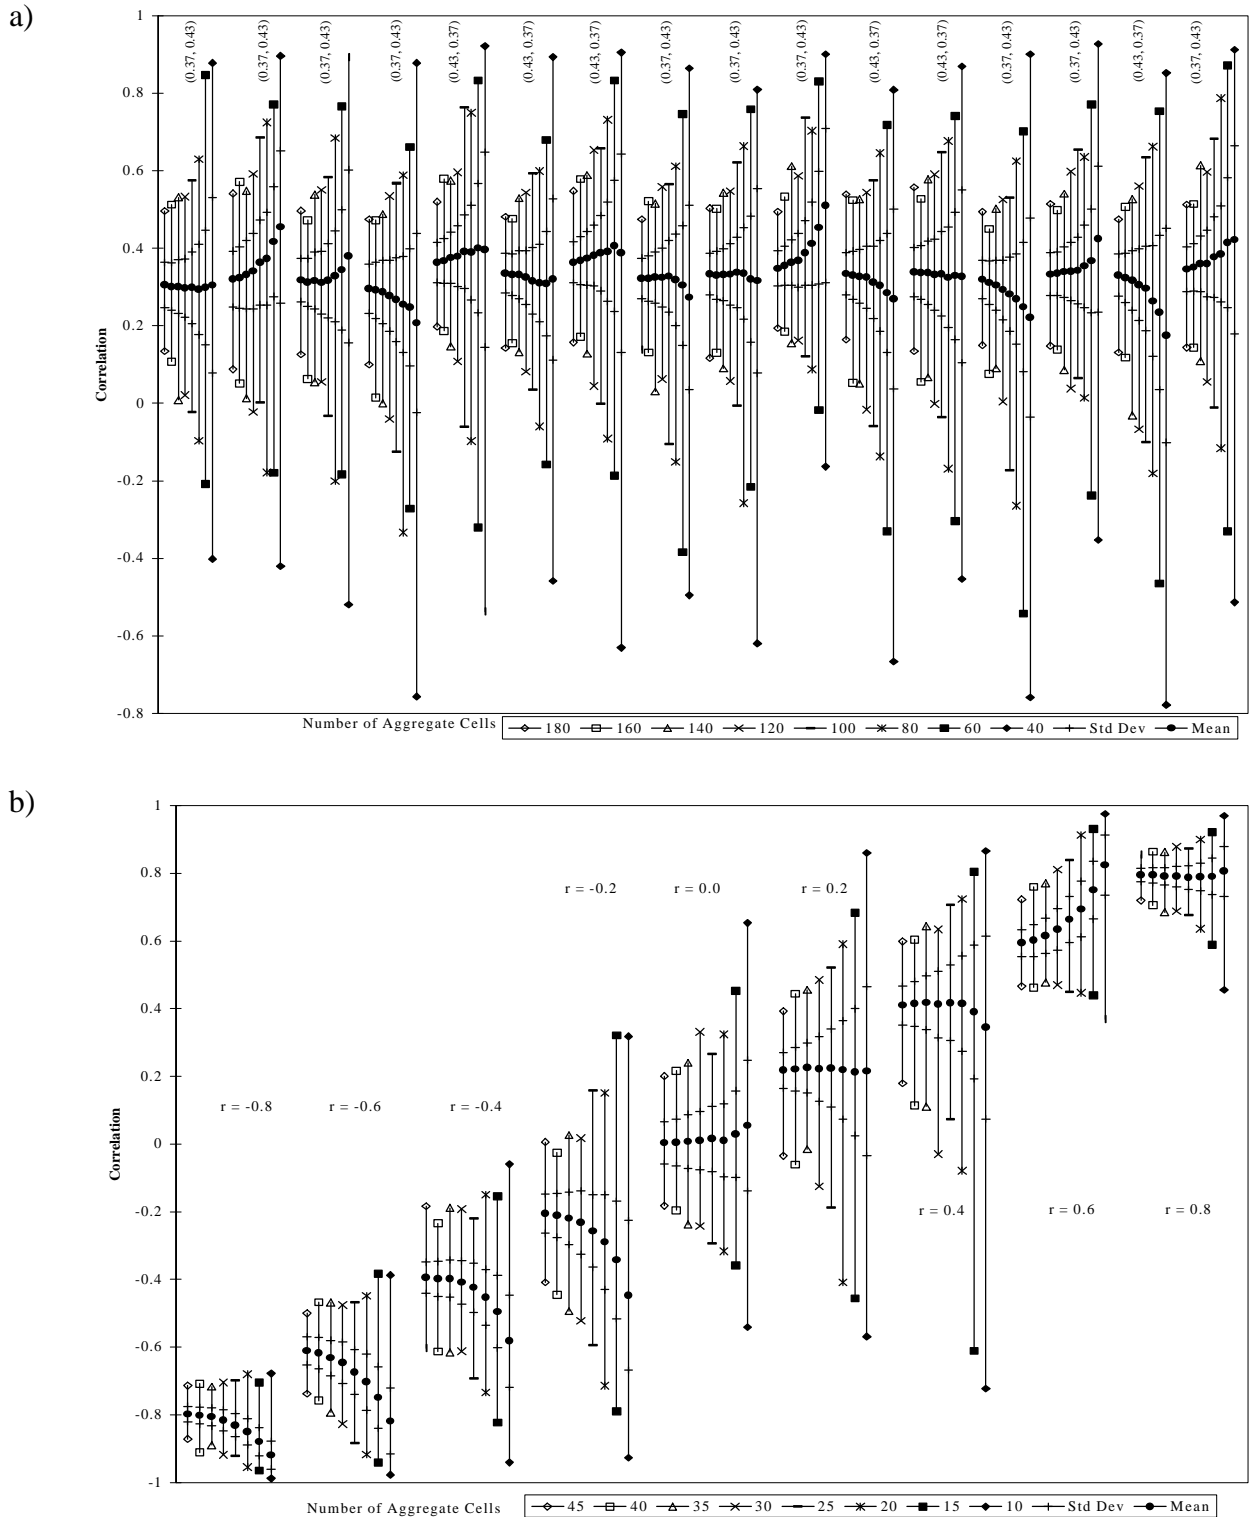 a)
1
(0.37, 0.43) (0.37, 0.43) (0.37, 0.43) (0.37, 0.43) (0.43, 0.37) (0.43, 0.37) (0.43, 0.37) (0.37, 0.43) (0.37, 0.43) (0.37, 0.43) (0.43, 0.37) (0.43, 0.37) (0.37, 0.43) (0.37, 0.43) (0.43, 0.37) (0.37, 0.43)
0.8
0.6
0.4
0.2
0
-0.2
-0.4
-0.6
-0.8
Correlation
Number of Aggregate Cells 180 160 140 120 100 80 60 40 Std Dev Mean
b)
1
0.8
0.6
0.4
0.2
0
-0.2
-0.4
-0.6
-0.8
-1
Correlation
r = -0.2 r = 0.0 r = 0.2
r = -0.8 r = -0.6 r = -0.4
r = 0.4 r = 0.6 r = 0.8
Number of Aggregate Cells 45 40 35 30 25 20 15 10 Std Dev Mean